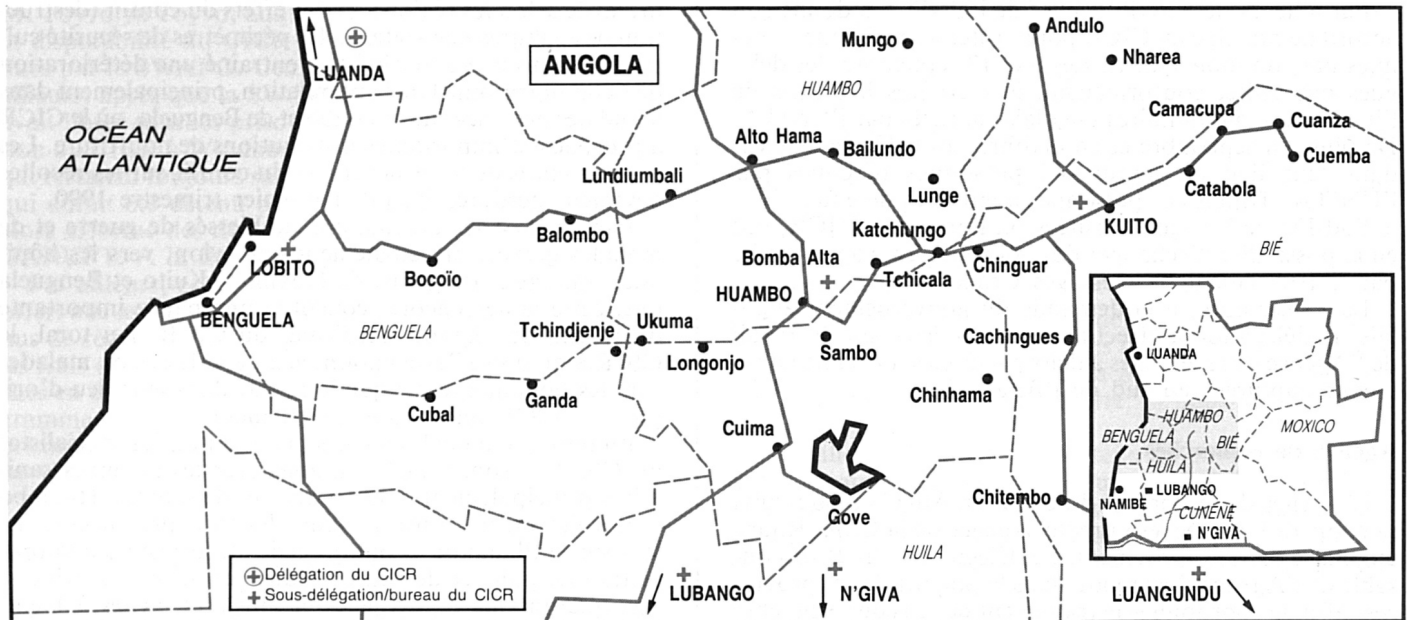 ANGOLA
LUANDA
OCÉAN
ATLANTIQUE
HUAMBO
Mungo
Andulo
Nharea
Camacupa
Cuanza
Cuemba
Catabola
Alto Hama
Bailundo
Lunge
Lundiumbali
Balombo
Bocoïo
LOBITO
BENGUELA
BENGUELA
Katchiungo
Bomba Alta
Tchicala
Chinguar
KUITO
BIÉ
HUAMBO
Sambo
Tchindjenje
Ukuma
Longonjo
Cachingues
Chinhama
Cubal
Ganda
Cuima
Gove
Chitembo
HUILA
LUANDA
HUAMBO
BENGUELA
BIÉ
MOXICO
HUILA
LUBANGO
NAMIBE
CUNENE
N'GIVA
Délégation du CICR
Sous-délégation/bureau du CICR
LUBANGO
N'GIVA
LUANGUNDU